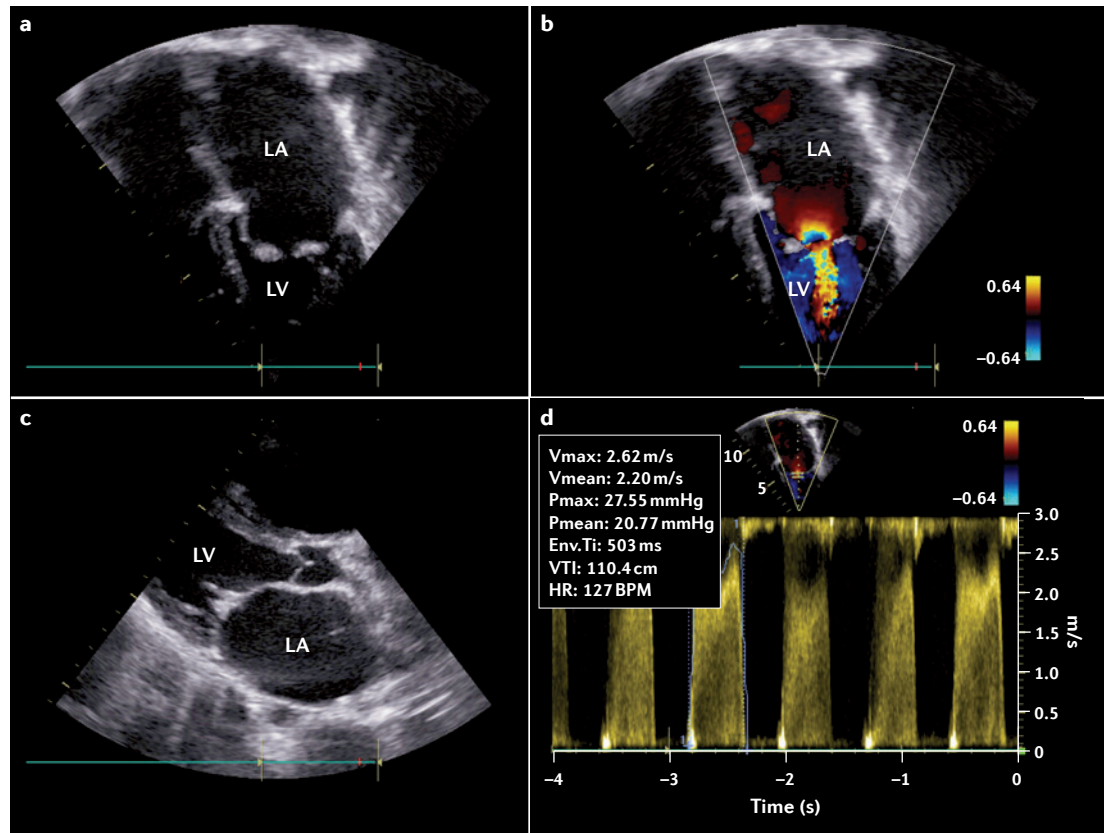 a
LA
LV
b
LA
LV
0.64
−0.64
c
LV
LA
d
Vmax: 2.62 m/s
Vmean: 2.20 m/s
Pmax: 27.55 mmHg
Pmean: 20.77 mmHg
Env.Ti: 503 ms
VTI: 110.4 cm
HR: 127 BPM
10
5
0.64
−0.64
3.0
2.5
2.0
1.5
1.0
0.5
0
m/s
−4
−3
−2
−1
0
Time (s)